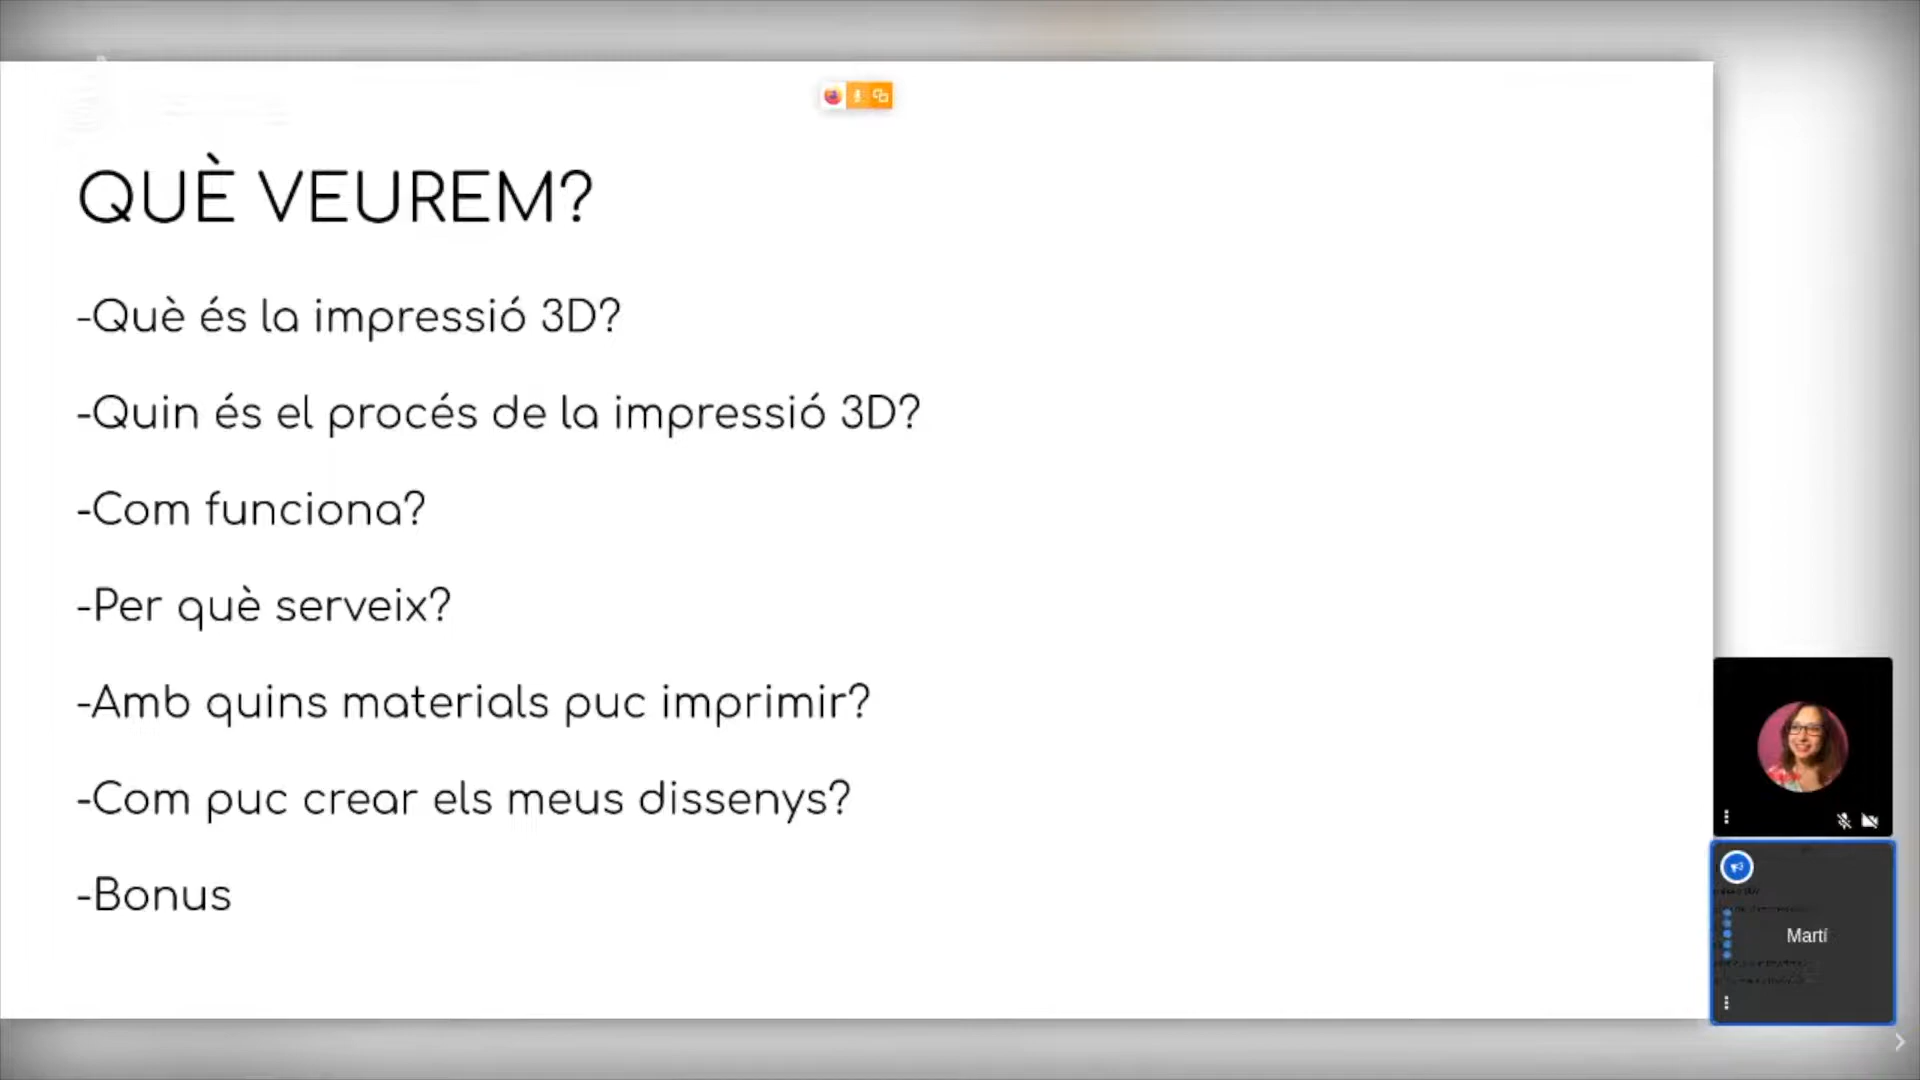 QUÈ VEUREM?
-Què és la impressió 3D?
-Quin és el procés de la impressió 3D?
-Com funciona?
-Per què serveix?
-Amb quins materials puc imprimir?
-Com puc crear els meus dissenys?
-Bonus
Martí